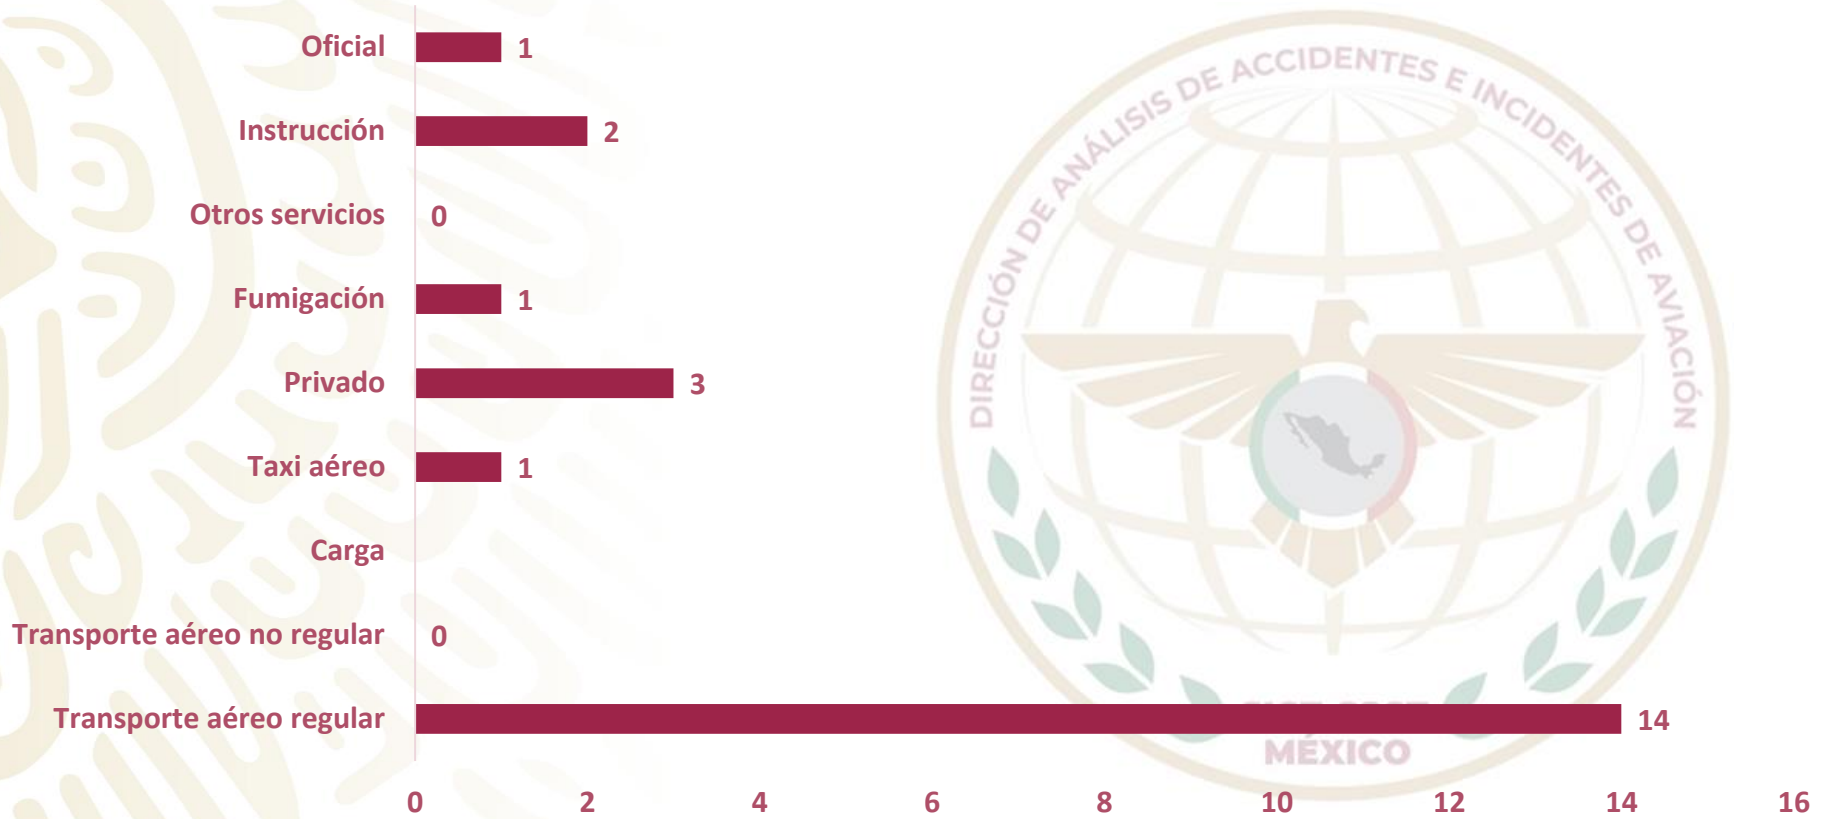 Oficial 1
Instrucción 2
Otros servicios 0
Fumigación 1
Privado 3
Taxi aéreo 1
Carga
Transporte aéreo no regular 0
Transporte aéreo regular 14
0 2 4 6 8 10 12 14 16
DIRECCIÓN DE ANÁLISIS DE ACCIDENTES E INCIDENTES DE AVIACIÓN
MÉXICO